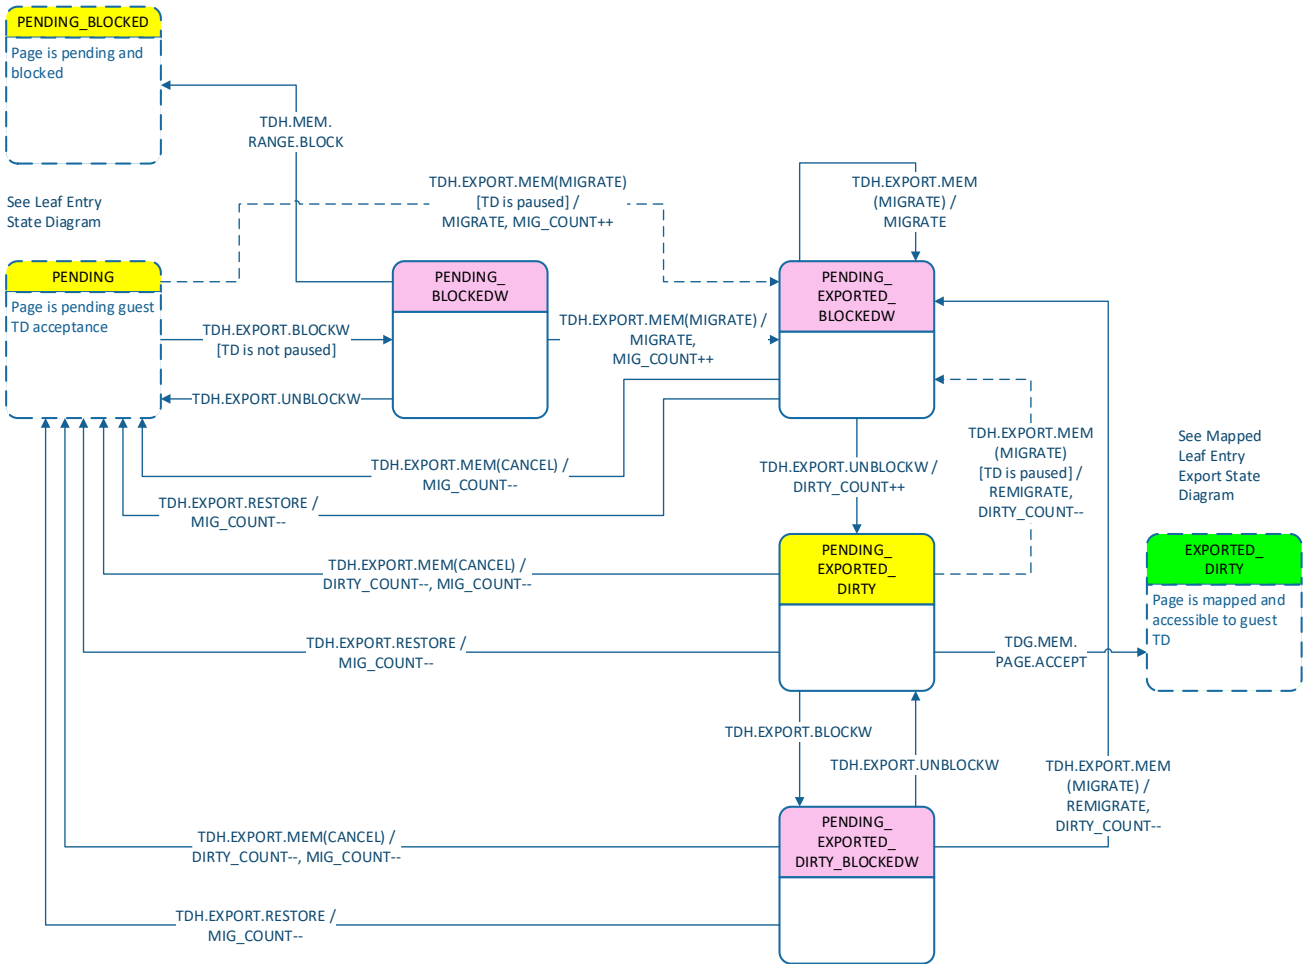 PENDING_BLOCKED
Page is pending and
blocked
TDH.MEM.
RANGE.BLOCK
See Leaf Entry
State Diagram
TDH.EXPORT.MEM(MIGRATE)
[TD is paused] /
MIGRATE, MIG_COUNT++
TDH.EXPORT.MEM
(MIGRATE) /
MIGRATE
PENDING
Page is pending guest
TD acceptance
TDH.EXPORT.BLOCKW
[TD is not paused]
TDH.EXPORT.UNBLOCKW
PENDING_
BLOCKEDW
TDH.EXPORT.MEM(MIGRATE) /
MIGRATE,
MIG_COUNT++
PENDING_
EXPORTED_
BLOCKEDW
TDH.EXPORT.MEM(CANCEL) /
MIG_COUNT--
TDH.EXPORT.RESTORE /
MIG_COUNT--
TDH.EXPORT.UNBLOCKW /
DIRTY_COUNT++
TDH.EXPORT.MEM
(MIGRATE)
[TD is paused] /
REMIGRATE,
DIRTY_COUNT--
See Mapped
Leaf Entry
Export State
Diagram
TDH.EXPORT.MEM(CANCEL) /
DIRTY_COUNT--, MIG_COUNT--
PENDING_
EXPORTED_
DIRTY
EXPORTED_
DIRTY
Page is mapped and
accessible to guest
TD
TDH.EXPORT.RESTORE /
MIG_COUNT--
TDG.MEM.
PAGE.ACCEPT
TDH.EXPORT.BLOCKW
TDH.EXPORT.UNBLOCKW
TDH.EXPORT.MEM
(MIGRATE) /
REMIGRATE,
DIRTY_COUNT--
TDH.EXPORT.MEM(CANCEL) /
DIRTY_COUNT--, MIG_COUNT--
PENDING_
EXPORTED_
DIRTY_BLOCKEDW
TDH.EXPORT.RESTORE /
MIG_COUNT--